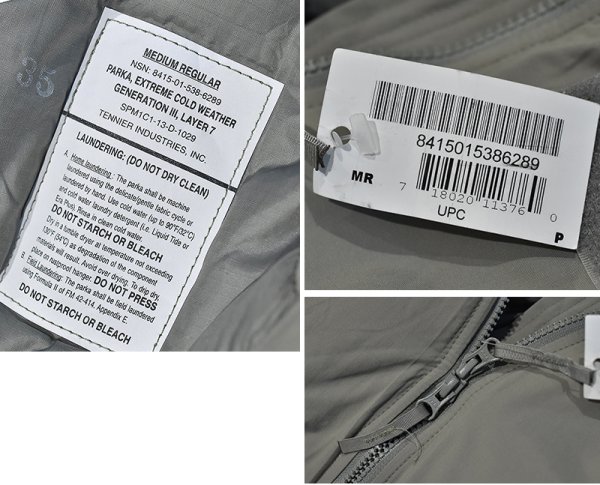 35
MEDIUM REGULAR
NSN: 8415-01-538-6289
PARKA, EXTREME COLD WEATHER
GENERATION III, LAYER 7
SPM1C1-13-D-1029
TENNIER INDUSTRIES, INC.
LAUNDERING: (DO NOT DRY CLEAN)
A. Home laundering.: The parka shall be machine
laundered using the delicate/gentle fabric cycle or
laundered by hand. Use cold water (up to 90°F/32°C)
and cold water laundry detergent (i.e. Liquid Tide or
Era Plus). Rinse in clean cold water.
DO NOT STARCH OR BLEACH
Dry in a tumble dryer at temperature not exceeding
130°F (54°C) as degradation of the component
materials will result. Avoid over drying. To drip dry,
place on rustproof hanger. DO NOT PRESS
B. Field Laundering: The parka shall be field laundered
using Formula II of FM 42-414, Appendix E.
DO NOT STARCH OR BLEACH
8415015386289
MR
7 18020 11376 0
UPC
P